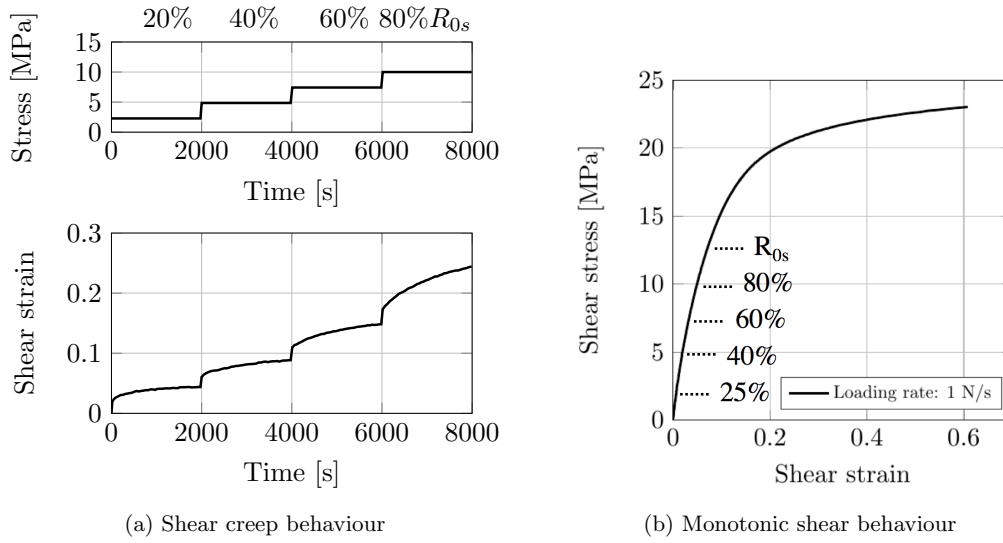 20% 40% 60% 80%R0s
15
10
5
0
Stress [MPa]
0 2000 4000 6000 8000
Time [s]
0.3
0.2
0.1
0
Shear strain
0 2000 4000 6000 8000
Time [s]
(a) Shear creep behaviour
25
20
15
10
5
0
Shear stress [MPa]
R0s
80%
60%
40%
25%
Loading rate: 1 N/s
0 0.2 0.4 0.6
Shear strain
(b) Monotonic shear behaviour